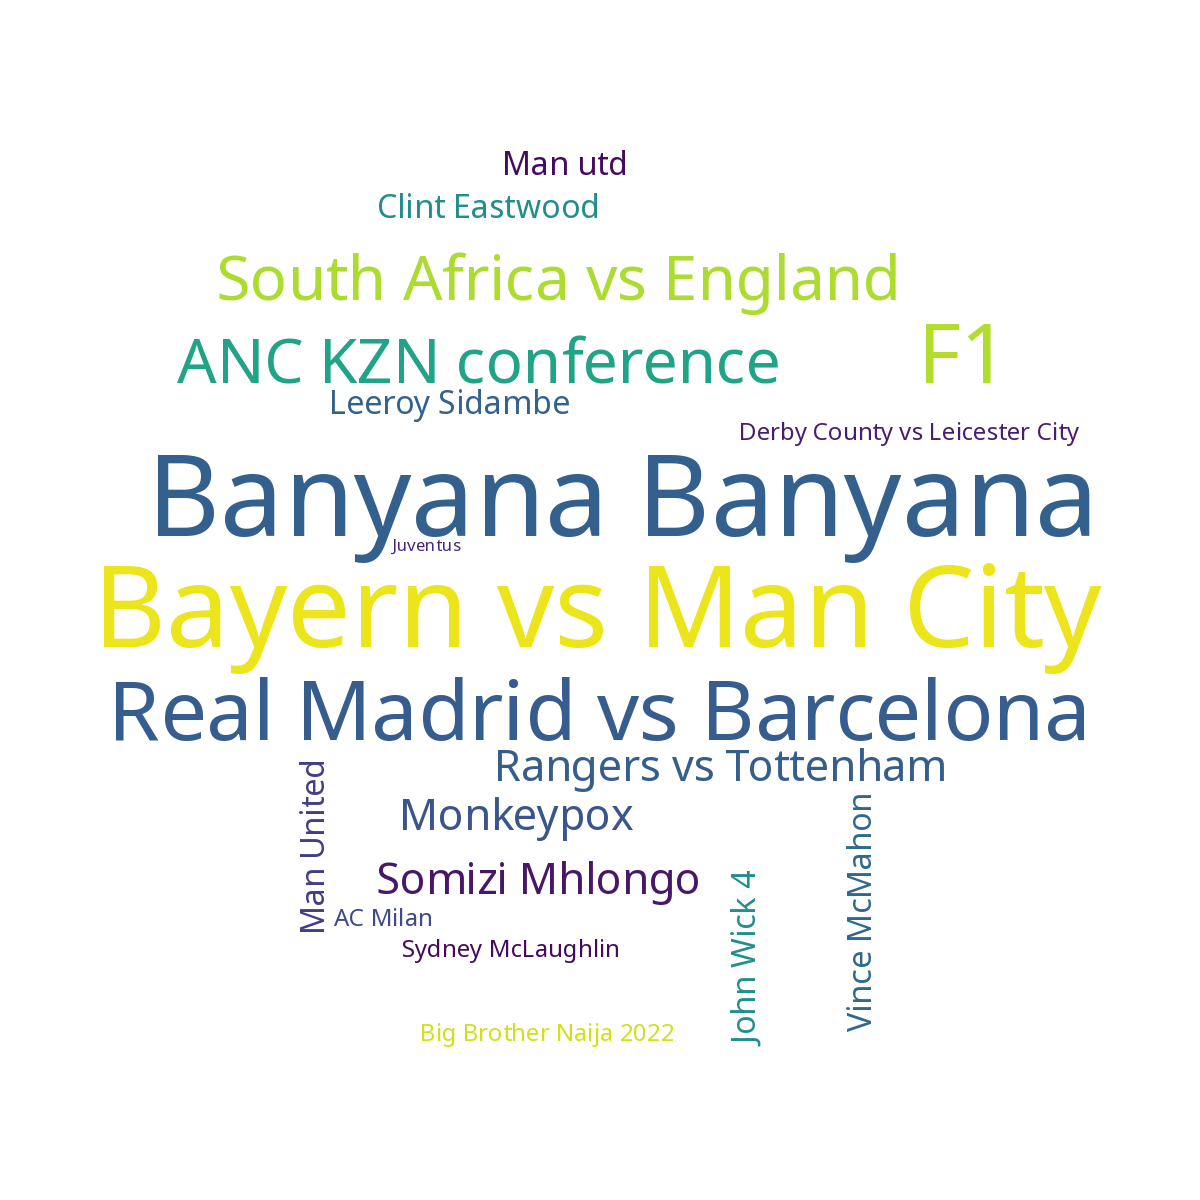 Man utd
Clint Eastwood
South Africa vs England
ANC KZN conference
F1
Leeroy Sidambe
Derby County vs Leicester City
Banyana Banyana
Juventus
Bayern vs Man City
Real Madrid vs Barcelona
Rangers vs Tottenham
Man United
Monkeypox
Vince McMahon
Somizi Mhlongo
John Wick 4
AC Milan
Sydney McLaughlin
Big Brother Naija 2022